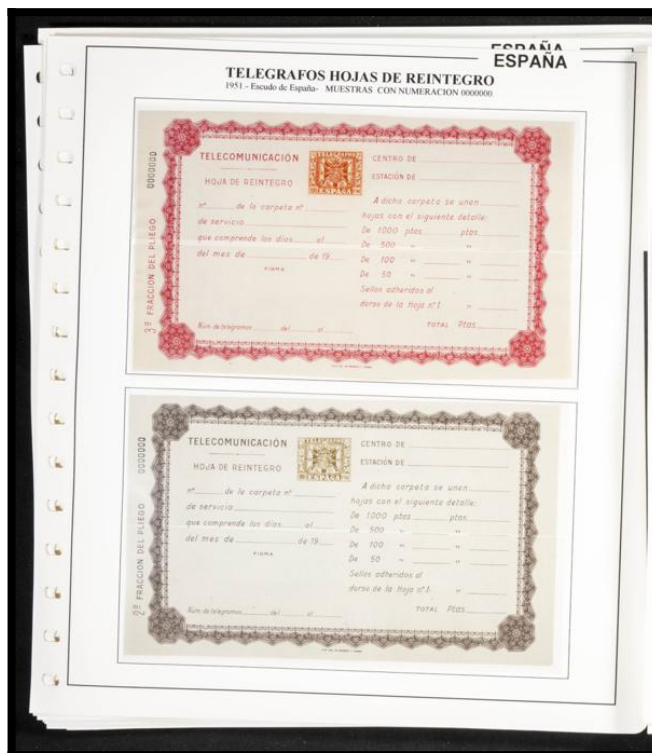 ESPAÑA
ESPAÑA
TELEGRAFOS HOJAS DE REINTEGRO
1951.- Escudo de España- MUESTRAS CON NUMERACION 0000000
3ª FRACCION DEL PLIEGO 0000000
TELECOMUNICACIÓN
HOJA DE REINTEGRO
TELEGRAFOS
ESPAÑA
CENTRO DE
ESTACIÓN DE
nº de la carpeta nº
de servicio
que comprende los días al
del mes de de 19
FIRMA
Núm. de telegramas del al
A dicha carpeta se unen
hojas con el siguiente detalle:
De 1000 ptas ptas.
De 500 " "
De 100 " "
De 50 " "
Sellos adheridos al
dorso de la Hoja nº 1. "
TOTAL Ptas.
2ª FRACCION DEL PLIEGO 0000000
TELECOMUNICACIÓN
HOJA DE REINTEGRO
TELEGRAFOS
ESPAÑA
CENTRO DE
ESTACIÓN DE
nº de la carpeta nº
de servicio
que comprende los días al
del mes de de 19
FIRMA
Núm. de telegramas del al
A dicha carpeta se unen
hojas con el siguiente detalle:
De 1000 ptas ptas.
De 500 " "
De 100 " "
De 50 " "
Sellos adheridos al
dorso de la Hoja nº 1. "
TOTAL Ptas.